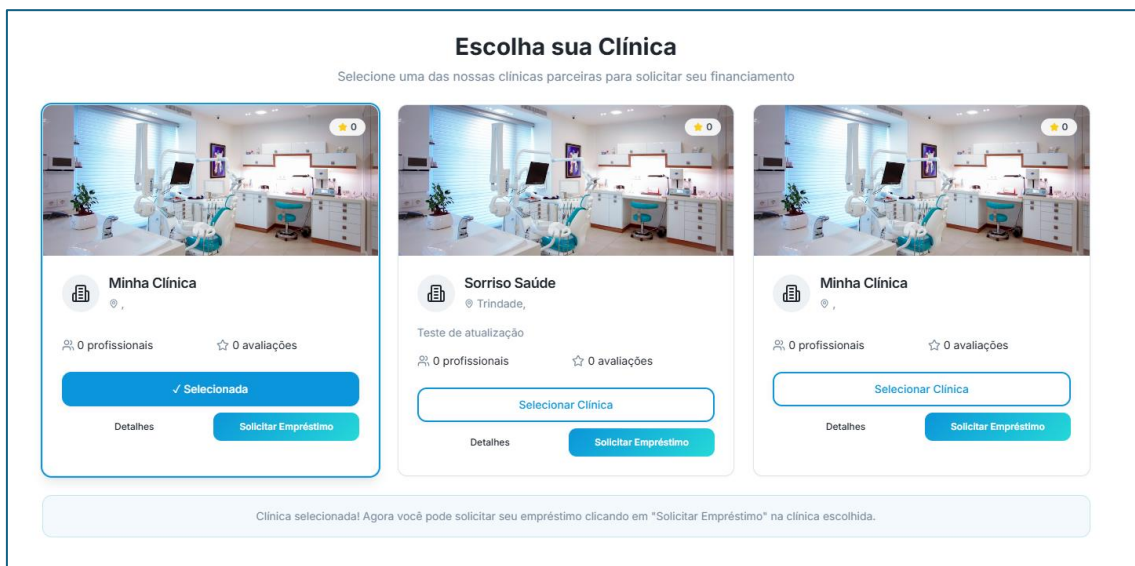 Escolha sua Clínica
Selecione uma das nossas clínicas parceiras para solicitar seu financiamento
0
Minha Clínica
,
0 profissionais
0 avaliações
✓ Selecionada
Detalhes
Solicitar Empréstimo
0
Sorriso Saúde
Trindade,
Teste de atualização
0 profissionais
0 avaliações
Selecionar Clínica
Detalhes
Solicitar Empréstimo
0
Minha Clínica
,
0 profissionais
0 avaliações
Selecionar Clínica
Detalhes
Solicitar Empréstimo
Clínica selecionada! Agora você pode solicitar seu empréstimo clicando em "Solicitar Empréstimo" na clínica escolhida.